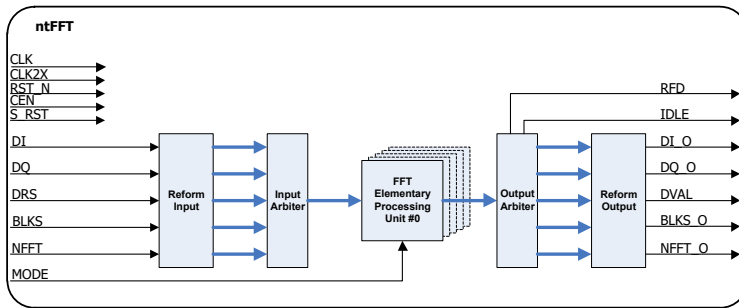 ntFFT
CLK
CLK2X
RST_N
CEN
S_RST
DI
DQ
DRS
BLKS
NFFT
MODE
Reform
Input
Input
Arbiter
FFT
Elementary
Processing
Unit #0
Output
Arbiter
Reform
Output
RFD
IDLE
DI_O
DQ_O
DVAL
BLKS_O
NFFT_O